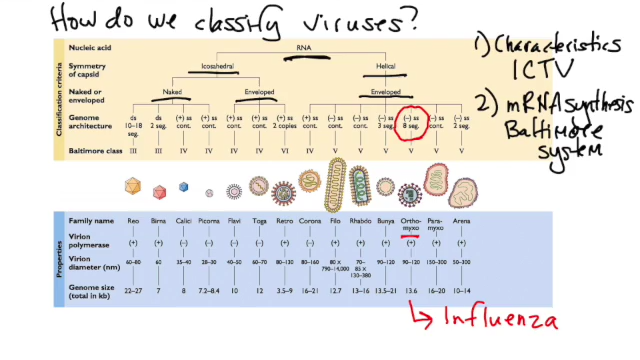 How do we classify viruses?
Nucleic acid RNA
Symmetry of capsid Icosahedral Helical
Naked or enveloped Naked Enveloped Enveloped
Genome architecture ds 10–18 seg. ds 2 seg. (+) ss cont. (+) ss cont. (+) ss cont. (+) ss cont. (+) ss 2 copies (+) ss cont. (–) ss cont. (–) ss cont. (–) ss 3 seg. (–) ss 8 seg. (–) ss cont. (–) ss 2 seg.
Baltimore class III III IV IV IV IV VI IV V V V V V V
Classification criteria
1) Characteristics
ICTV
2) mRNA synthesis
Baltimore
system
Family name Reo Birna Calici Picorna Flavi Toga Retro Corona Filo Rhabdo Bunya Ortho-myxo Para-myxo Arena
Virion polymerase (+) (+) (–) (–) (–) (–) (+) (–) (+) (+) (+) (+) (+) (+)
Virion diameter (nm) 60–80 60 35–40 28–30 40–50 60–70 80–130 80–160 80 X 790–14,000 70–85 X 130–380 90–120 90–120 150–300 50–300
Genome size (total in kb) 22–27 7 8 7.2–8.4 10 12 3.5–9 16–21 12.7 13–16 13.5–21 13.6 16–20 10–14
Properties
Influenza